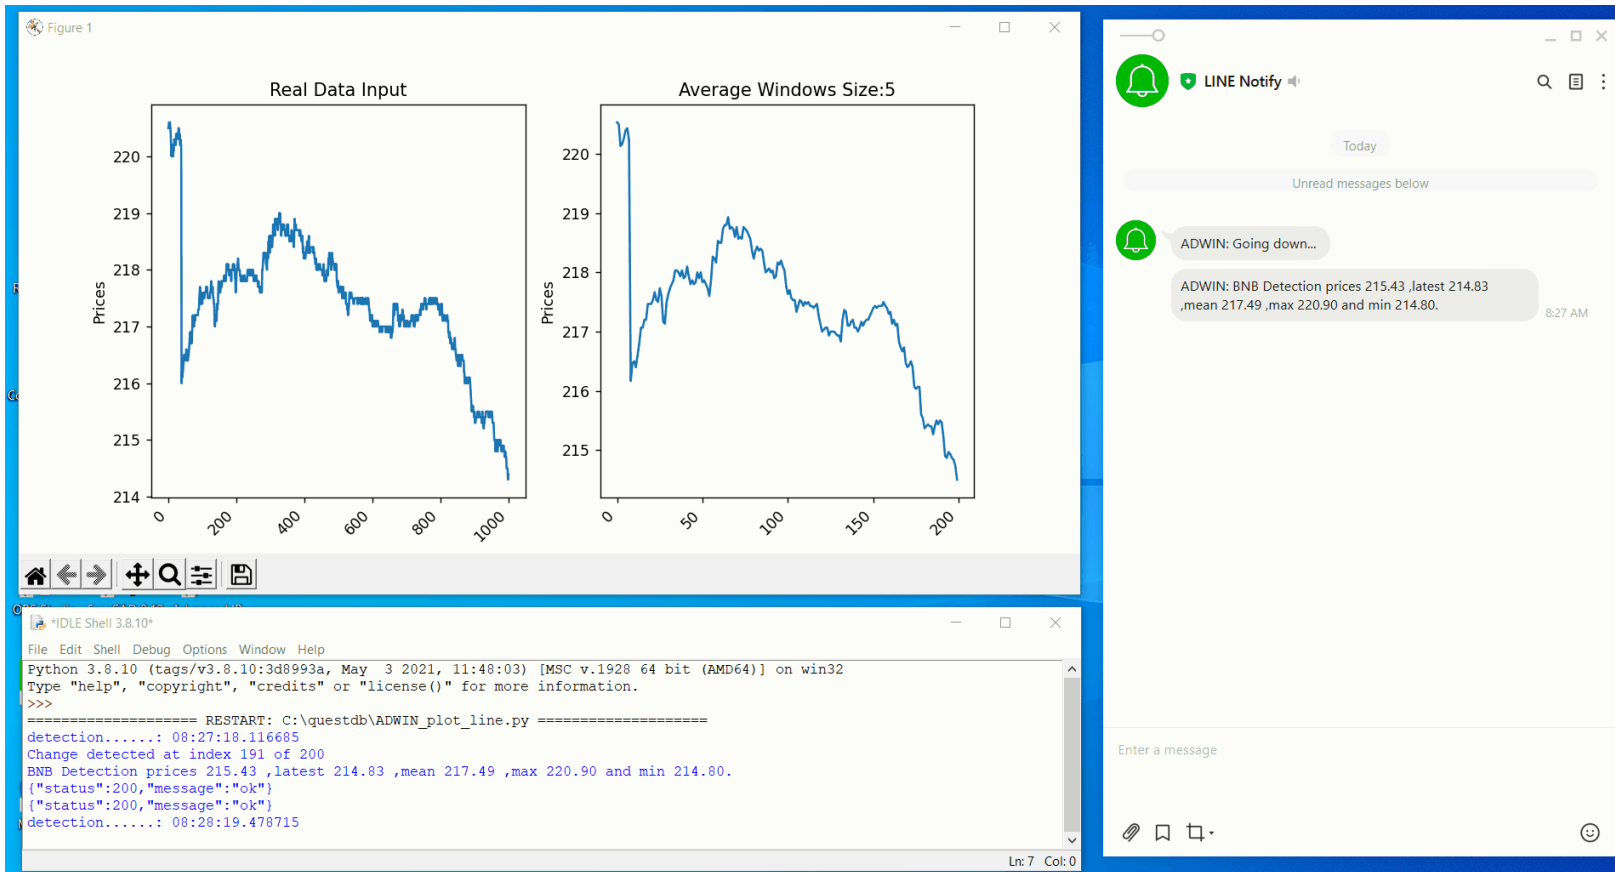 Figure 1
Real Data Input
Average Windows Size:5
220
219
218
217
216
215
214
Prices
0
200
400
600
800
1000
220
219
218
217
216
215
Prices
0
50
100
150
200
*IDLE Shell 3.8.10*
File Edit Shell Debug Options Window Help
Python 3.8.10 (tags/v3.8.10:3d8993a, May  3 2021, 11:48:03) [MSC v.1928 64 bit (AMD64)] on win32
Type "help", "copyright", "credits" or "license()" for more information.
>>>
==================== RESTART: C:\questdb\ADWIN_plot_line.py ====================
detection......: 08:27:18.116685
Change detected at index 191 of 200
BNB Detection prices 215.43 ,latest 214.83 ,mean 217.49 ,max 220.90 and min 214.80.
{"status":200,"message":"ok"}
{"status":200,"message":"ok"}
detection......: 08:28:19.478715
Ln: 7 Col: 0
LINE Notify
Today
Unread messages below
ADWIN: Going down...
ADWIN: BNB Detection prices 215.43 ,latest 214.83
,mean 217.49 ,max 220.90 and min 214.80.
8:27 AM
Enter a message